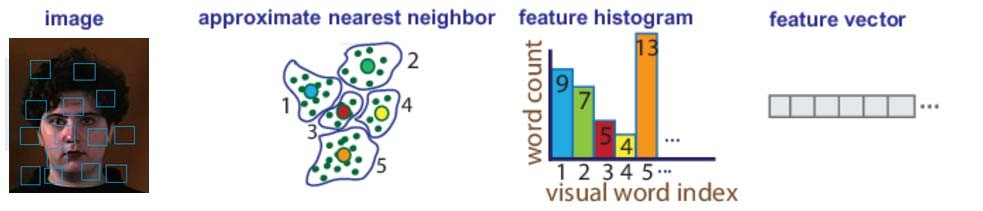 image
approximate nearest neighbor
feature histogram
feature vector
1
2
3
4
5
word count
9
7
5
4
13
...
1 2 3 4 5 ...
visual word index
...